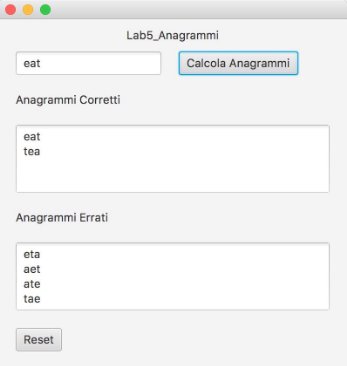 Lab5_Anagrammi
eat Calcola Anagrammi
Anagrammi Corretti
eat
tea
Anagrammi Errati
eta
aet
ate
tae
Reset